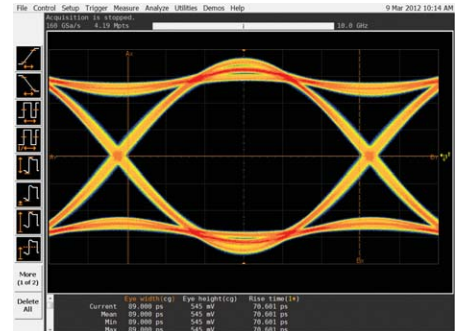 File Control Setup Trigger Measure Analyze Utilities Demos Help 9 Mar 2012 10:14 AM
Acquisition is stopped.
160 GSa/s 4.19 Mpts 10.0 GHz
More
(1 of 2)
Delete
All
Eye width(cg) Eye height(cg) Rise time(1)
Current 89.000 ps 545 mV 70.601 ps
Mean 89.000 ps 545 mV 70.601 ps
Min 89.000 ps 545 mV 70.601 ps
Max 89.000 ps 545 mV 70.601 ps